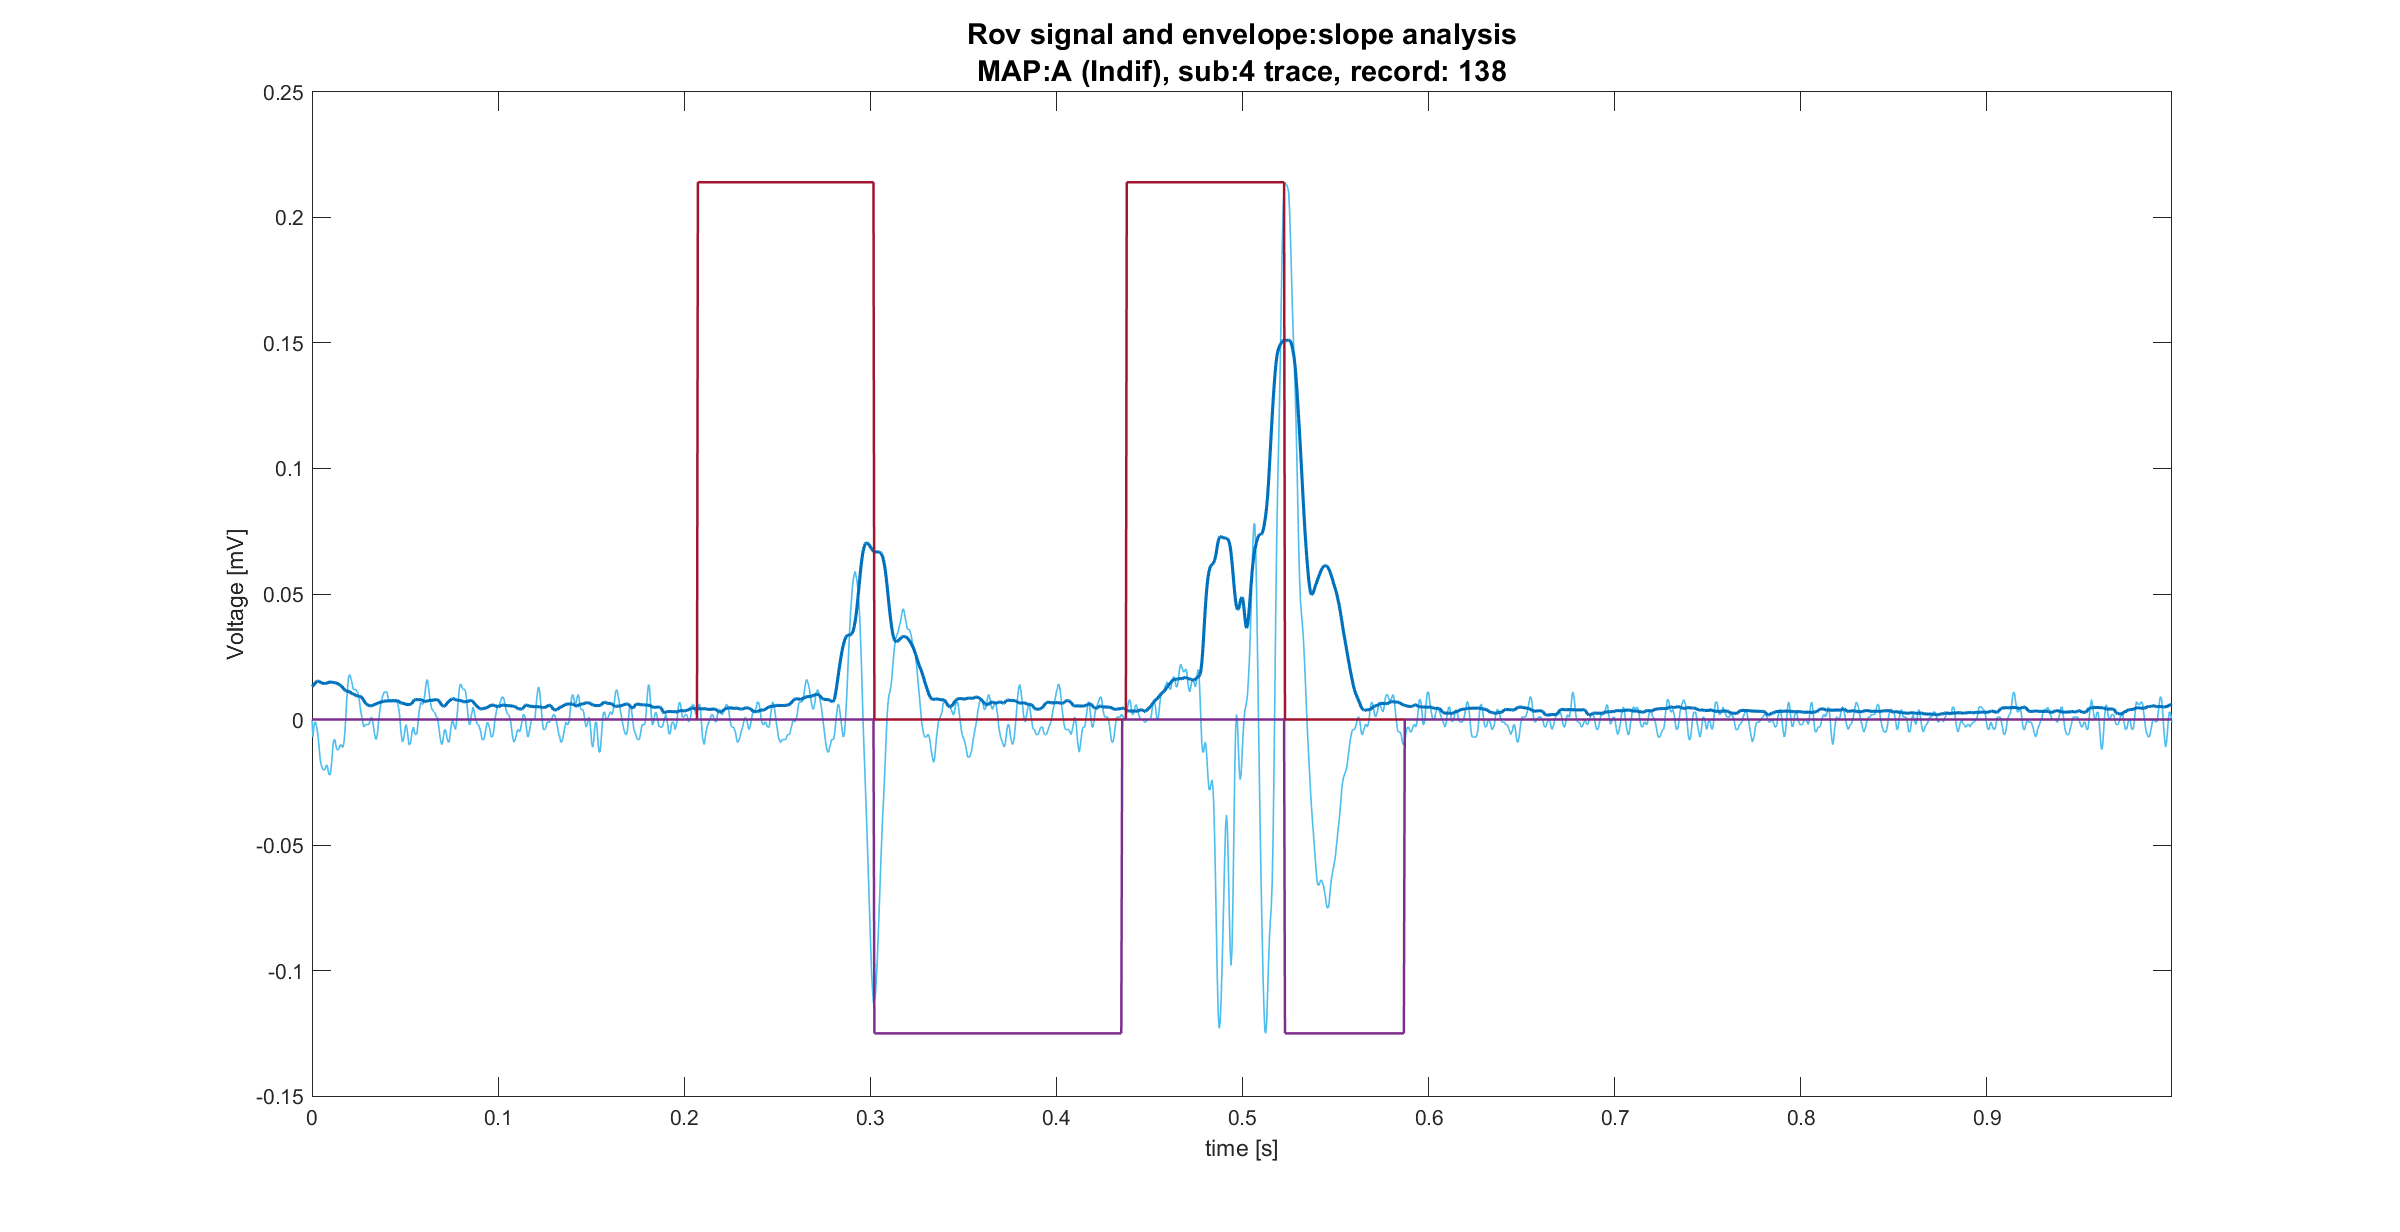 Rov signal and envelope:slope analysis
MAP:A (Indif), sub:4 trace, record: 138
0.25
0.2
0.15
0.1
0.05
0
-0.05
-0.1
-0.15
Voltage [mV]
0 0.1 0.2 0.3 0.4 0.5 0.6 0.7 0.8 0.9
time [s]